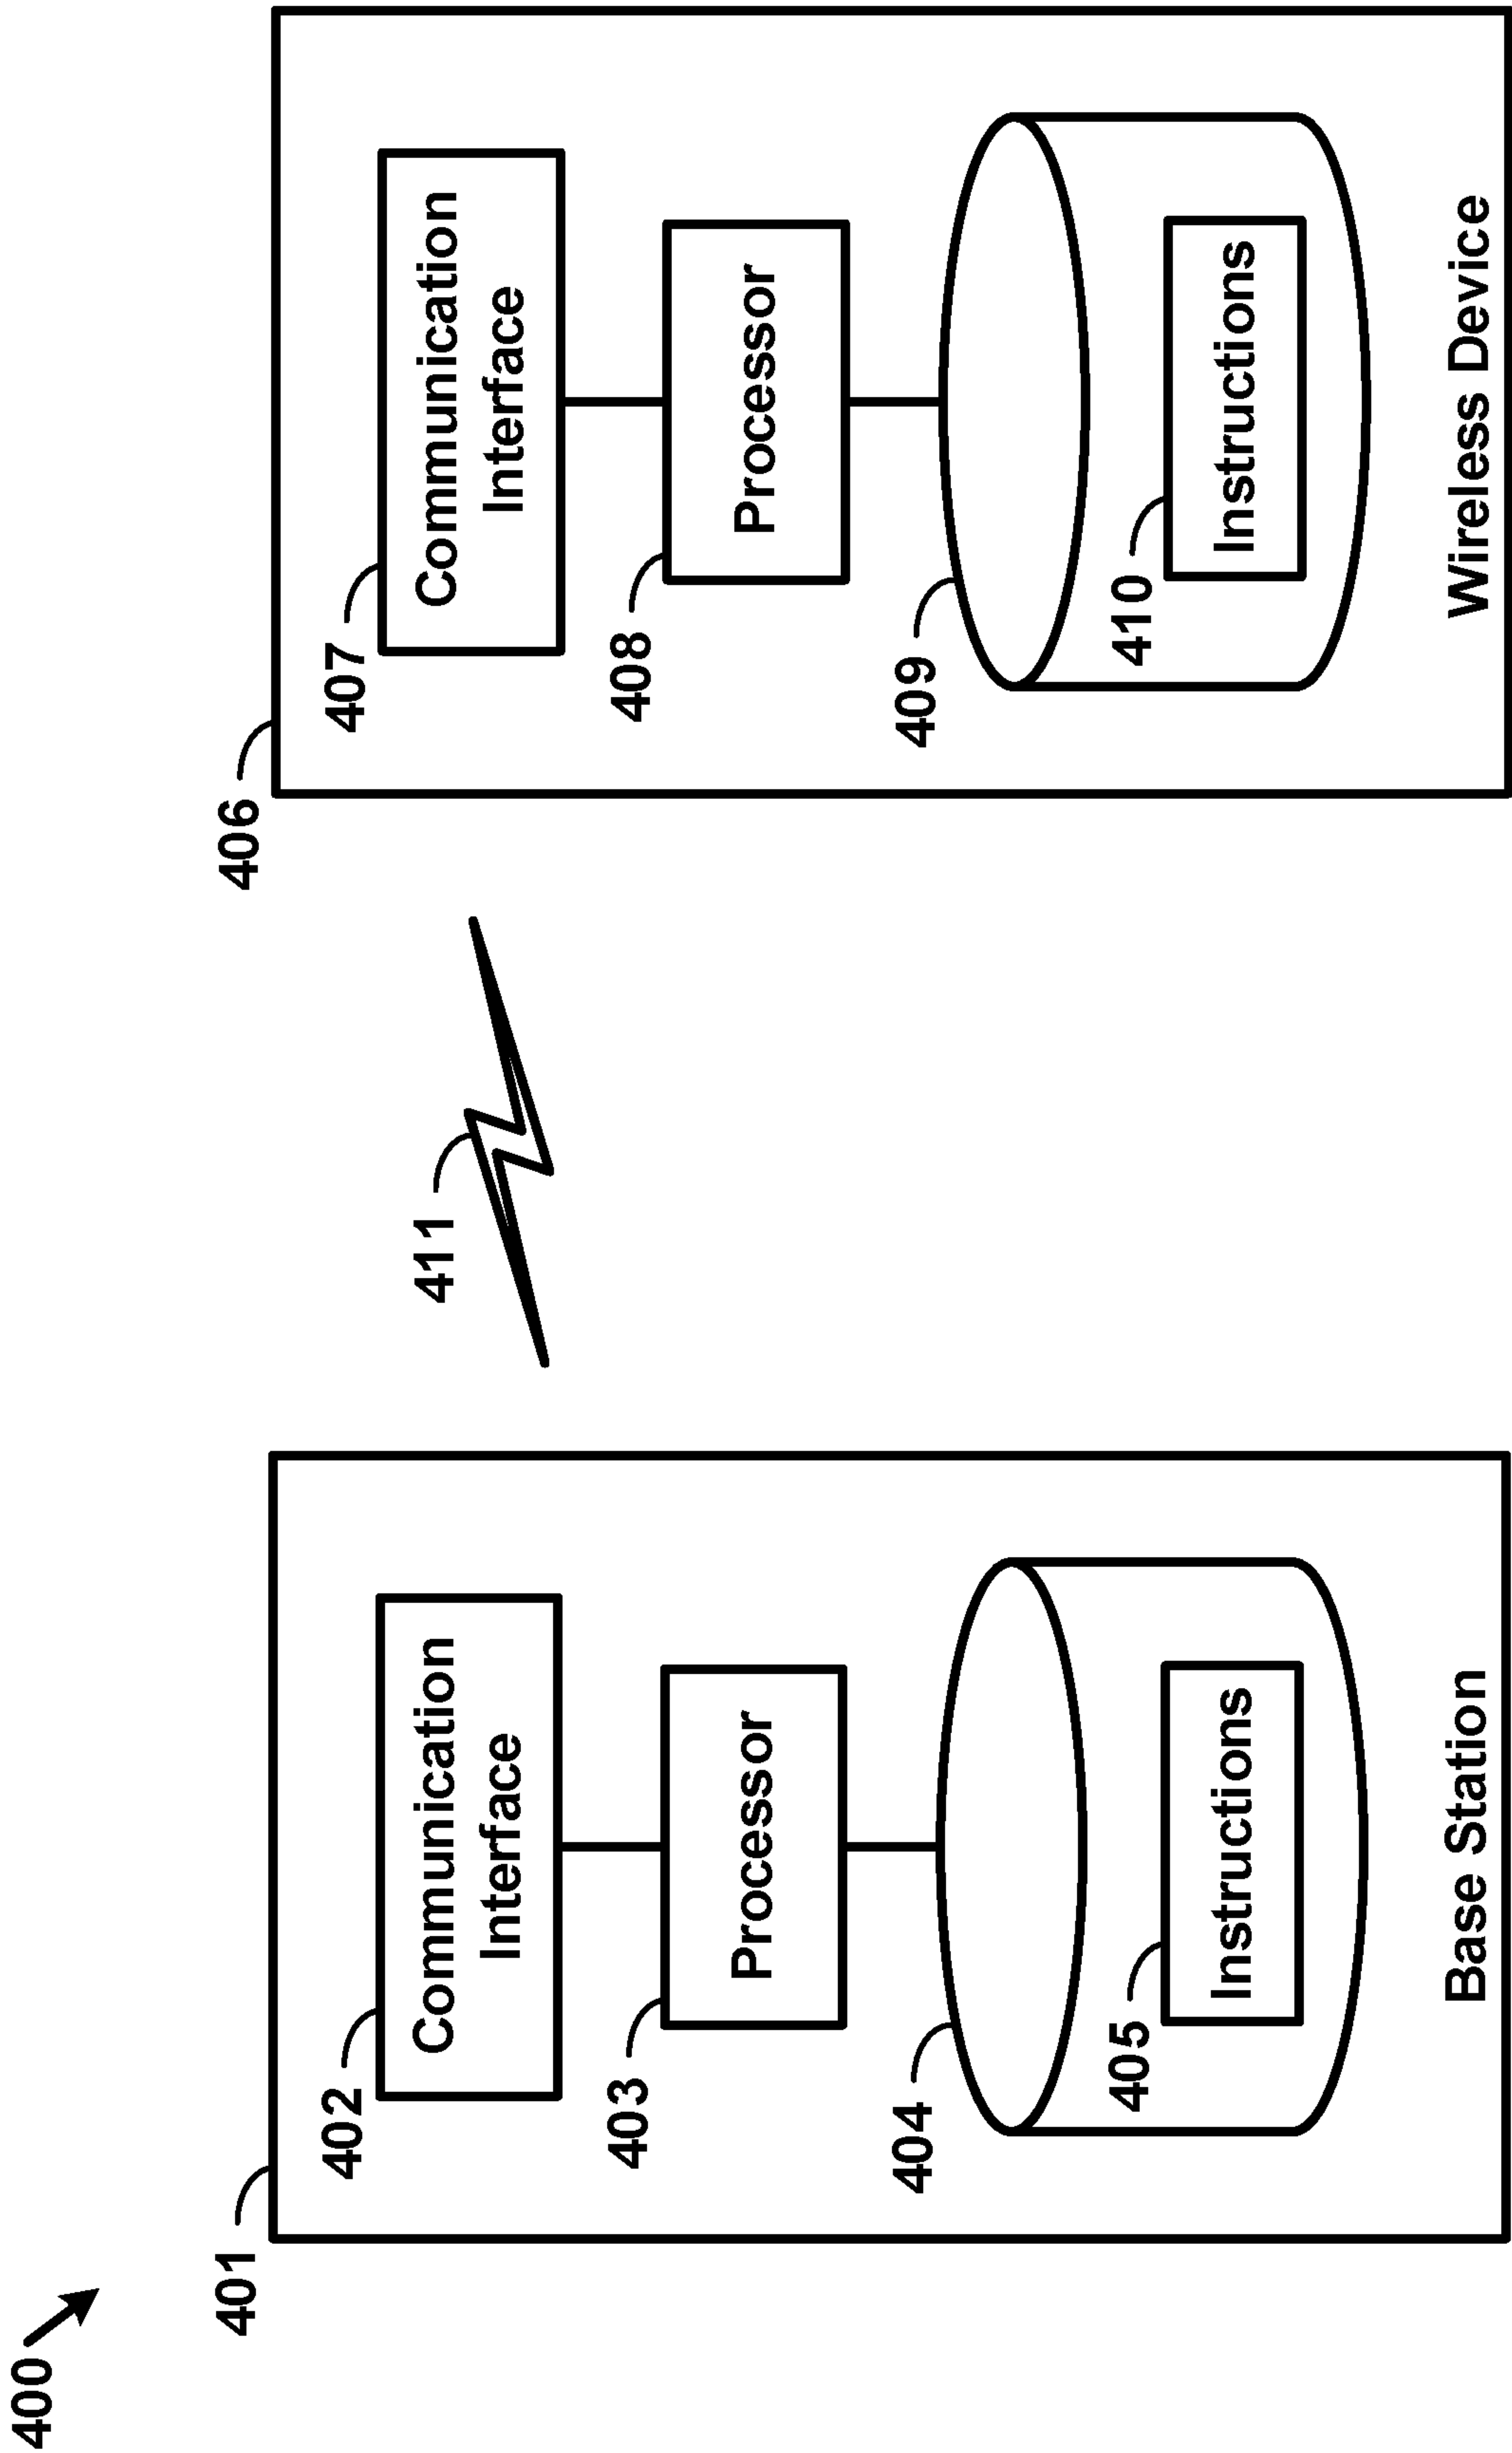 400
401
402
Communication
Interface
403
Processor
404
405
Instructions
Base Station
411
406
407
Communication
Interface
408
Processor
409
410
Instructions
Wireless Device